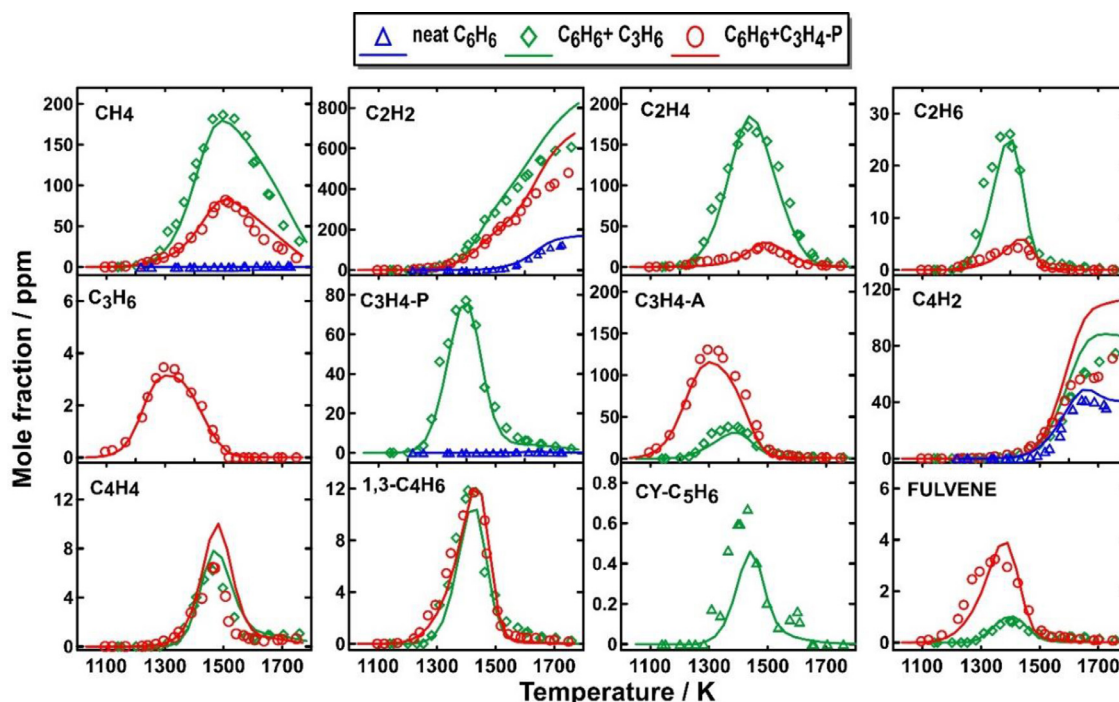 neat C6H6 C6H6+ C3H6 C6H6+C3H4-P
Mole fraction / ppm
CH4
200
150
100
50
0
C2H2
800
600
400
200
0
C2H4
200
150
100
50
0
C2H6
30
20
10
0
C3H6
6
4
2
0
C3H4-P
80
60
40
20
0
C3H4-A
200
150
100
50
0
C4H2
120
80
40
0
C4H4
12
8
4
0
1100 1300 1500 1700
1,3-C4H6
12
8
4
0
1100 1300 1500 1700
CY-C5H6
0.8
0.6
0.4
0.2
0
1100 1300 1500 1700
FULVENE
6
4
2
0
1100 1300 1500 1700
Temperature / K